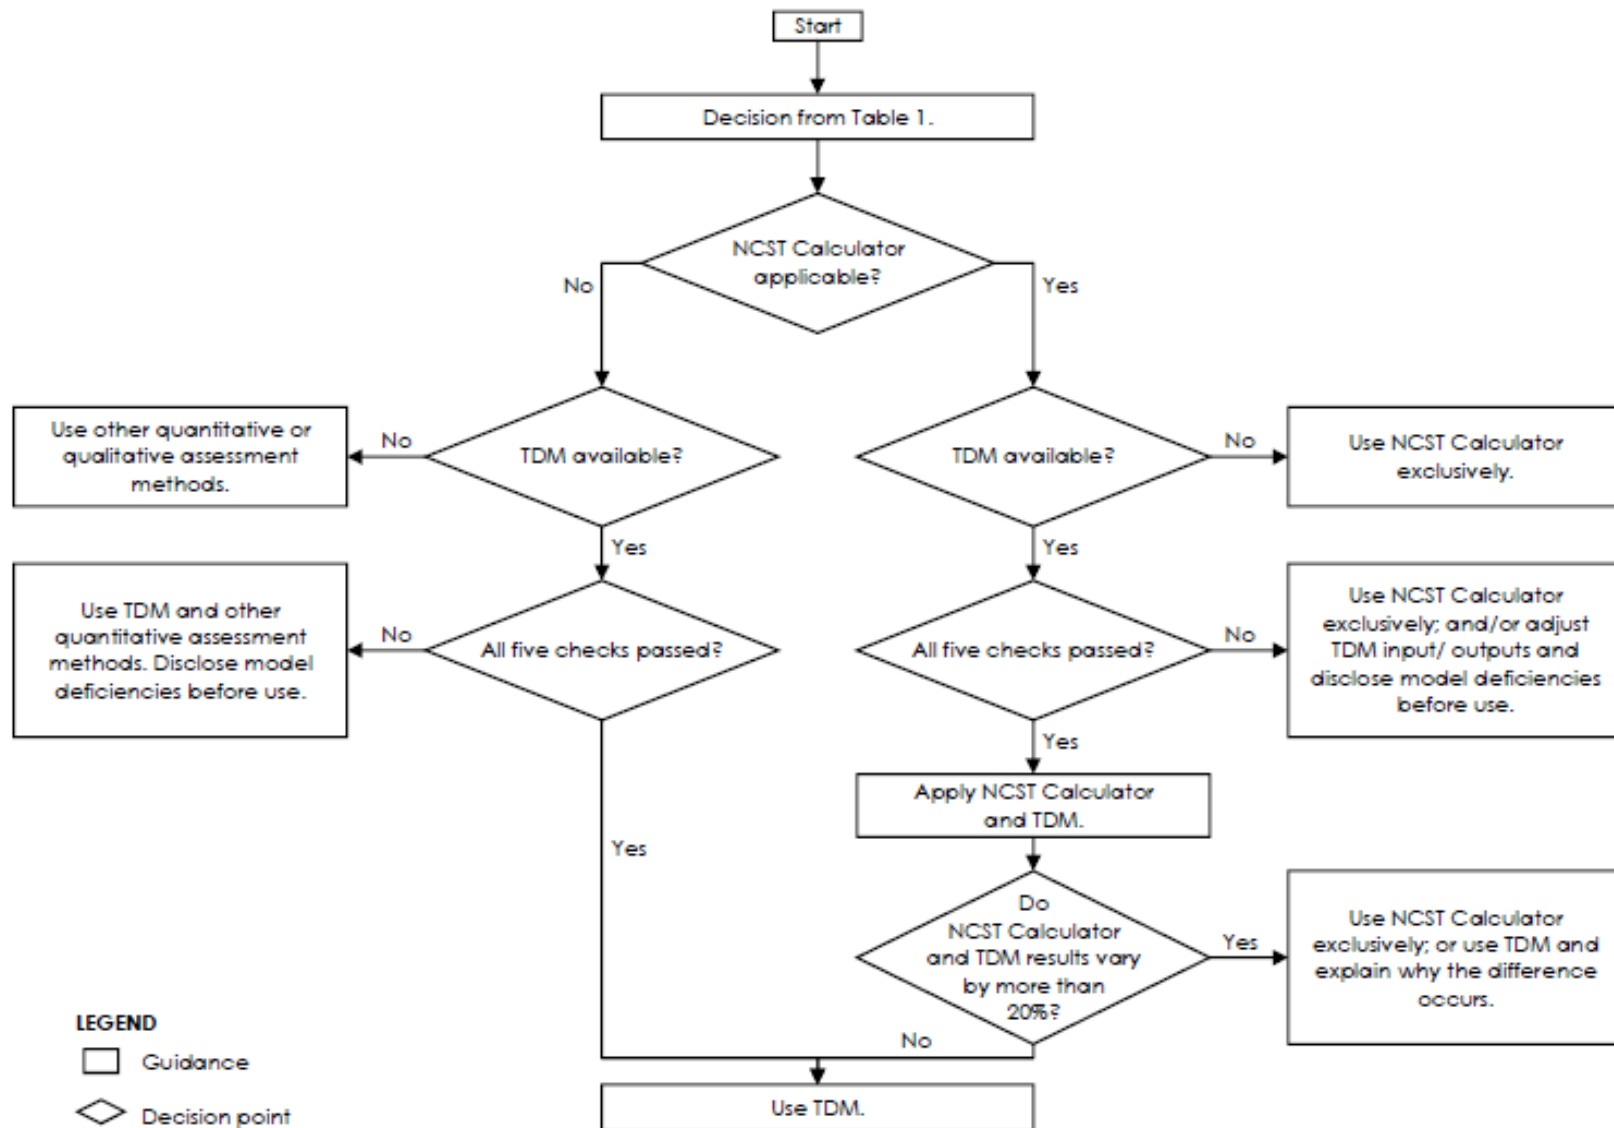 Start
Decision from Table 1.
NCST Calculator
applicable?
No
Yes
Use other quantitative or
qualitative assessment
methods.
No
TDM available?
TDM available?
No
Use NCST Calculator
exclusively.
Yes
Yes
Use TDM and other
quantitative assessment
methods. Disclose model
deficiencies before use.
No
All five checks passed?
All five checks passed?
No
Use NCST Calculator
exclusively; and/or adjust
TDM input/ outputs and
disclose model deficiencies
before use.
Yes
Apply NCST Calculator
and TDM.
Yes
Do
NCST Calculator
and TDM results vary
by more than
20%?
Yes
Use NCST Calculator
exclusively; or use TDM and
explain why the difference
occurs.
No
Use TDM.
LEGEND
Guidance
Decision point